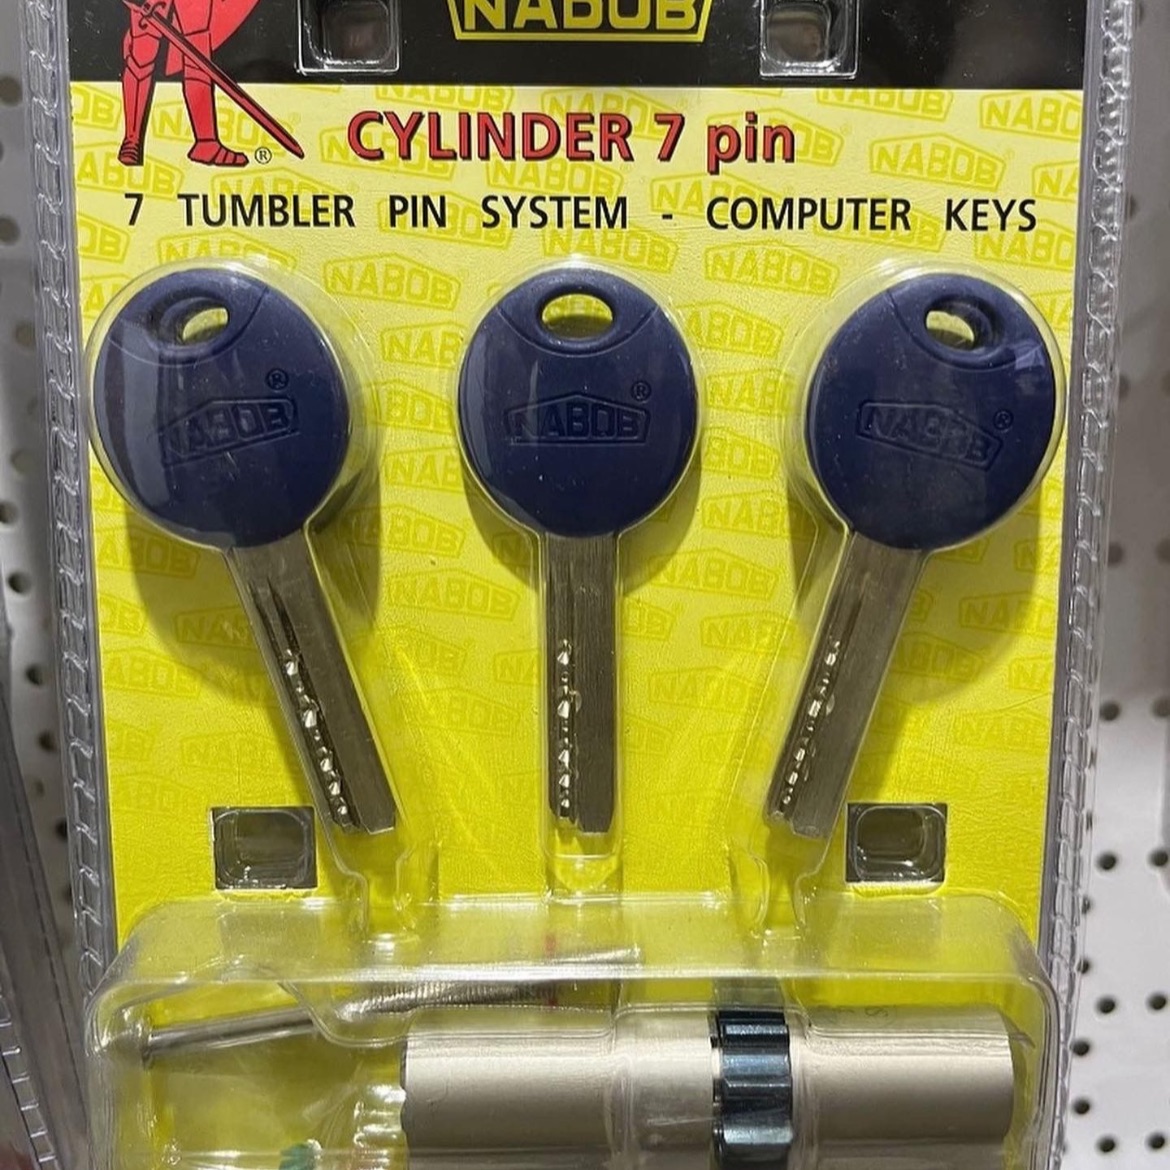 NABOB
®
CYLINDER 7 pin
7 TUMBLER PIN SYSTEM - COMPUTER KEYS
NABOB®
NABOB®
NABOB®